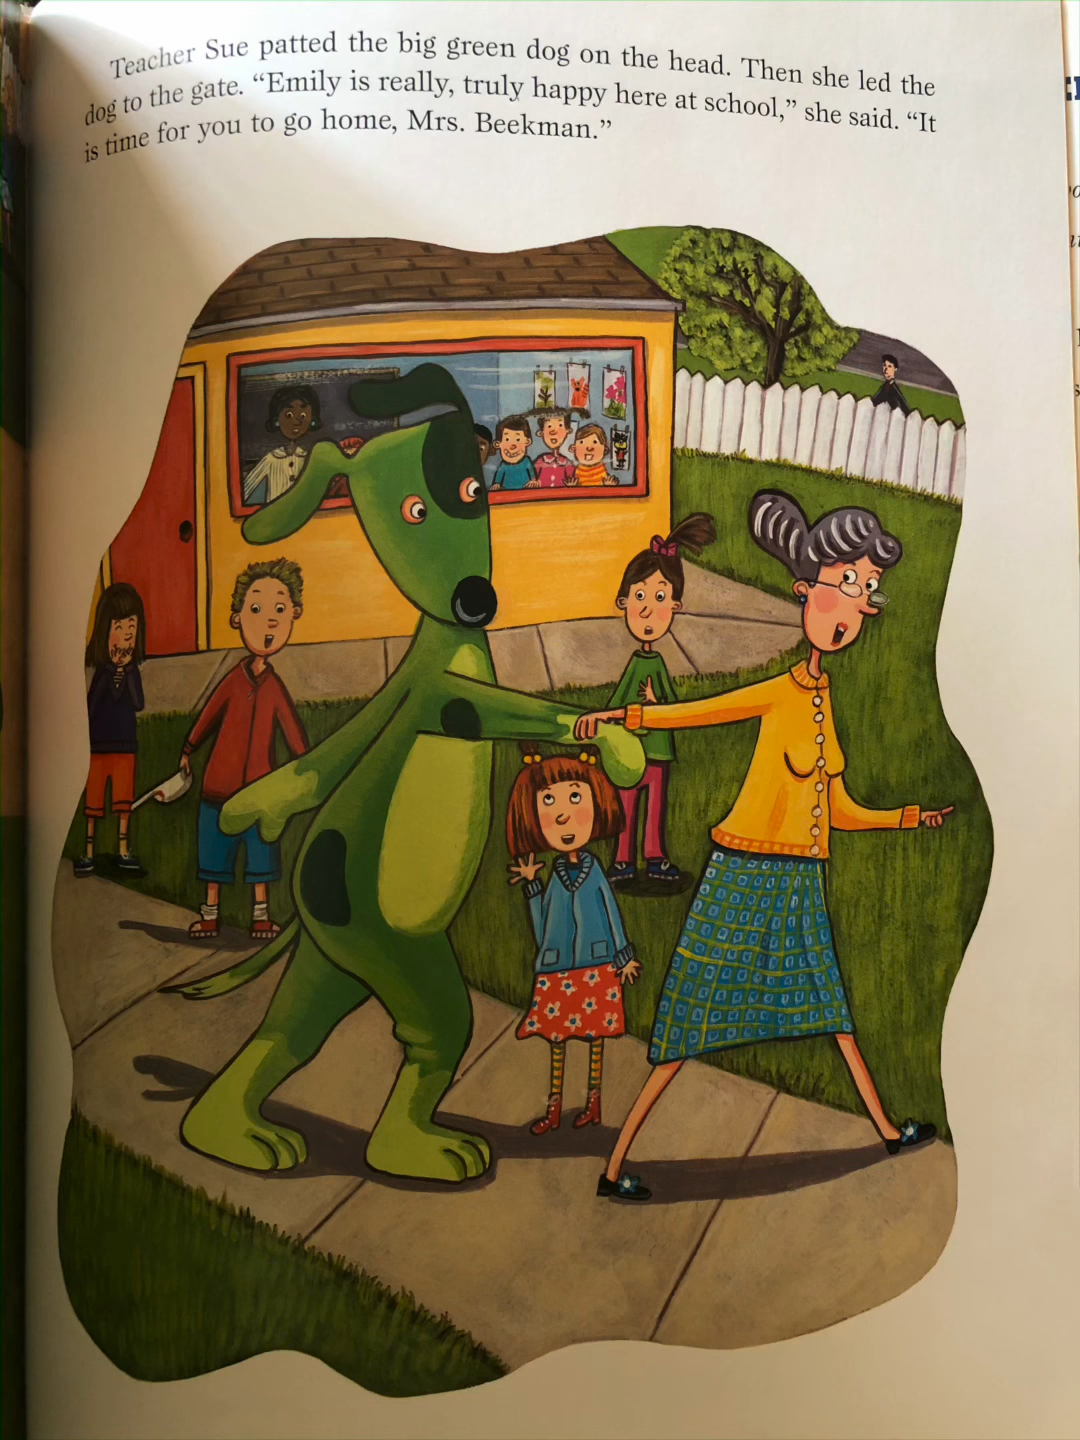 Teacher Sue patted the big green dog on the head. Then she led the
dog to the gate. “Emily is really, truly happy here at school,” she said. “It
is time for you to go home, Mrs. Beekman.”